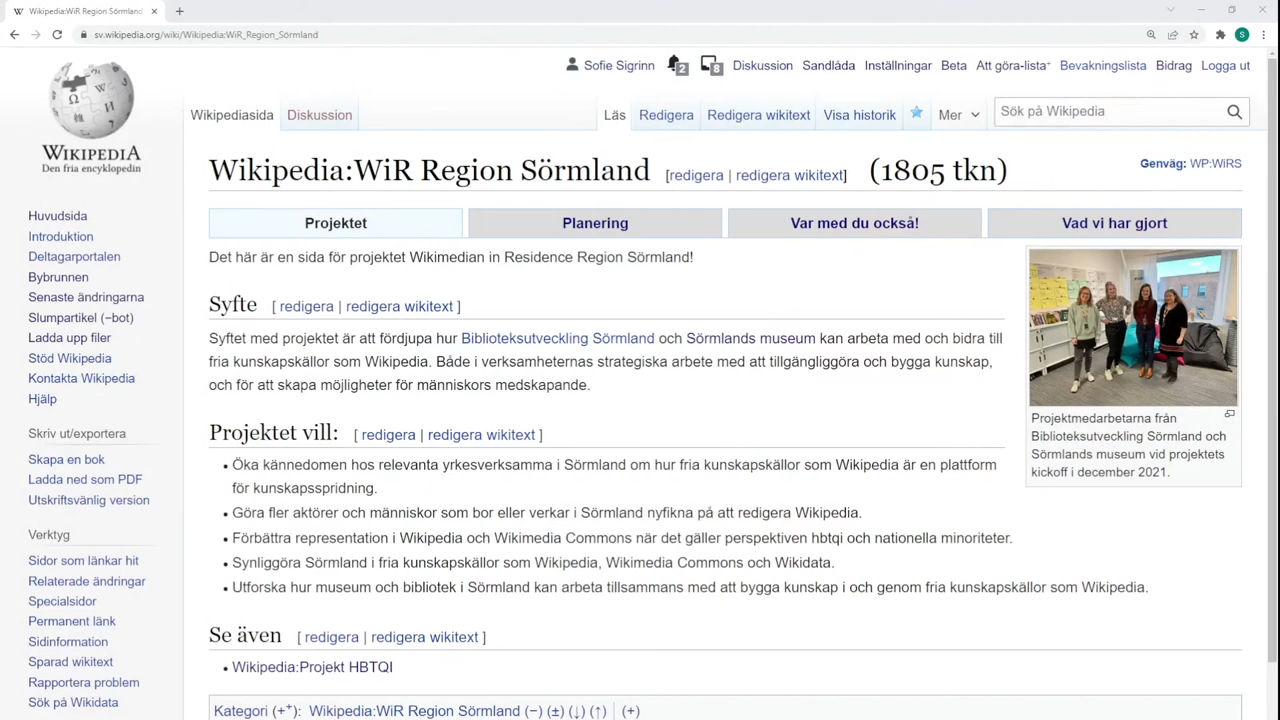 Wikipedia:WiR Region Sörmland
sv.wikipedia.org/wiki/Wikipedia:WiR_Region_Sörmland
S
Sofie Sigrinn 2 8 Diskussion Sandlåda Inställningar Beta Att göra-lista+ Bevakningslista Bidrag Logga ut
WIKIPEDIA
Den fria encyklopedin
Wikipediasida Diskussion Läs Redigera Redigera wikitext Visa historik Mer Sök på Wikipedia
Wikipedia:WiR Region Sörmland [redigera | redigera wikitext] (1805 tkn)
Genväg: WP:WiRS
Projektet Planering Var med du också! Vad vi har gjort
Det här är en sida för projektet Wikimedian in Residence Region Sörmland!
Syfte [ redigera | redigera wikitext ]
Syftet med projektet är att fördjupa hur Biblioteksutveckling Sörmland och Sörmlands museum kan arbeta med och bidra till
fria kunskapskällor som Wikipedia. Både i verksamheternas strategiska arbete med att tillgängliggöra och bygga kunskap,
och för att skapa möjligheter för människors medskapande.
Projektmedarbetarna från
Biblioteksutveckling Sörmland och
Sörmlands museum vid projektets
kickoff i december 2021.
Projektet vill: [ redigera | redigera wikitext ]
• Öka kännedomen hos relevanta yrkesverksamma i Sörmland om hur fria kunskapskällor som Wikipedia är en plattform
för kunskapsspridning.
• Göra fler aktörer och människor som bor eller verkar i Sörmland nyfikna på att redigera Wikipedia.
• Förbättra representation i Wikipedia och Wikimedia Commons när det gäller perspektiven hbtqi och nationella minoriteter.
• Synliggöra Sörmland i fria kunskapskällor som Wikipedia, Wikimedia Commons och Wikidata.
• Utforska hur museum och bibliotek i Sörmland kan arbeta tillsammans med att bygga kunskap i och genom fria kunskapskällor som Wikipedia.
Se även [ redigera | redigera wikitext ]
• Wikipedia:Projekt HBTQI
Kategori (++): Wikipedia:WiR Region Sörmland (−) (±) (↓) (↑) | (+)
Huvudsida
Introduktion
Deltagarportalen
Bybrunnen
Senaste ändringarna
Slumpartikel (−bot)
Ladda upp filer
Stöd Wikipedia
Kontakta Wikipedia
Hjälp
Skriv ut/exportera
Skapa en bok
Ladda ned som PDF
Utskriftsvänlig version
Verktyg
Sidor som länkar hit
Relaterade ändringar
Specialsidor
Permanent länk
Sidinformation
Sparad wikitext
Rapportera problem
Sök på Wikidata